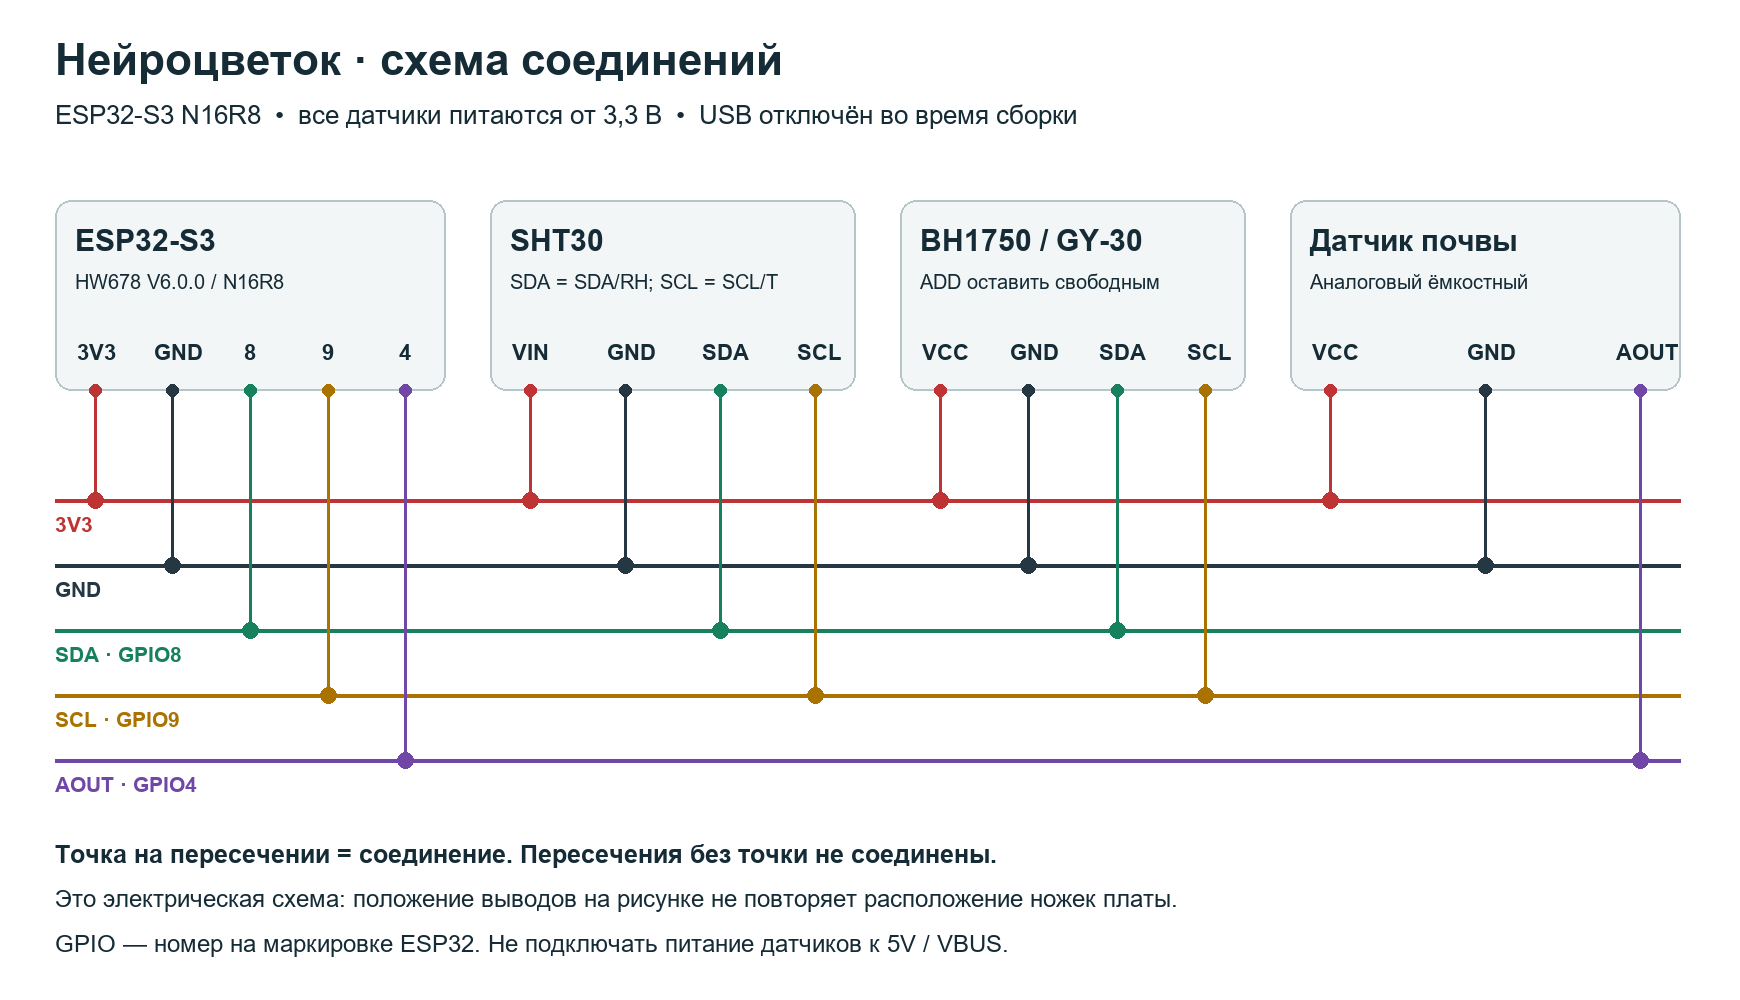 Нейроцветок · схема соединений
ESP32-S3 N16R8 • все датчики питаются от 3,3 В • USB отключён во время сборки
ESP32-S3
HW678 V6.0.0 / N16R8
3V3 GND 8 9 4
SHT30
SDA = SDA/RH; SCL = SCL/T
VIN GND SDA SCL
BH1750 / GY-30
ADD оставить свободным
VCC GND SDA SCL
Датчик почвы
Аналоговый ёмкостный
VCC GND AOUT
3V3
GND
SDA · GPIO8
SCL · GPIO9
AOUT · GPIO4
Точка на пересечении = соединение. Пересечения без точки не соединены.
Это электрическая схема: положение выводов на рисунке не повторяет расположение ножек платы.
GPIO — номер на маркировке ESP32. Не подключать питание датчиков к 5V / VBUS.